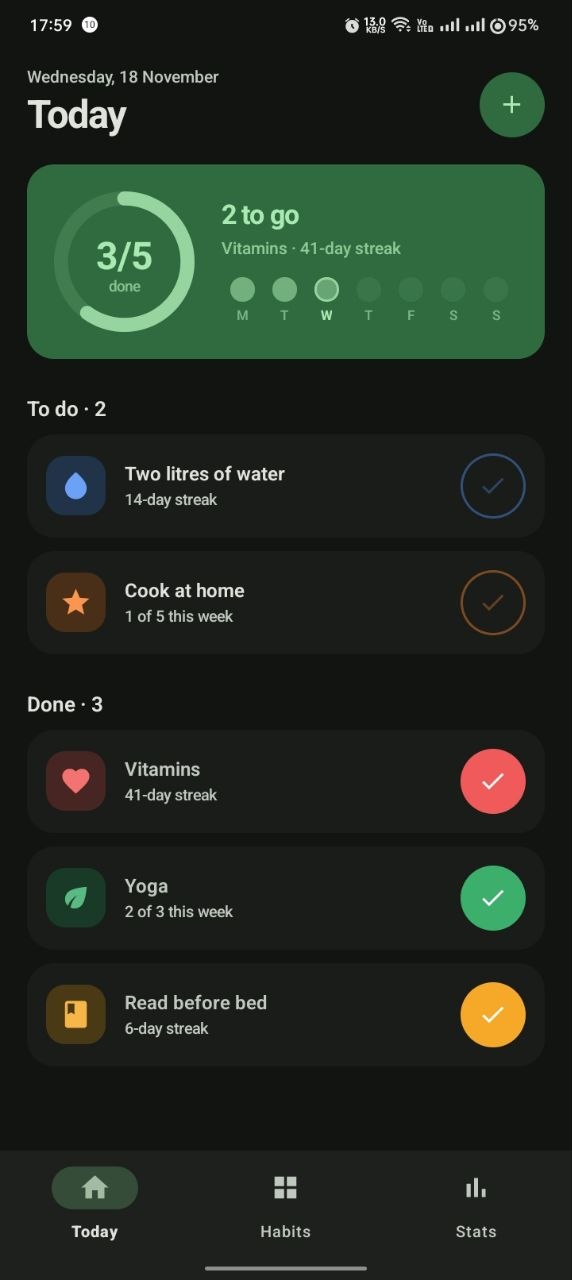 17:59 10 13.0 KB/S Vo LTE 95%
Wednesday, 18 November
Today
3/5
done
2 to go
Vitamins · 41-day streak
M T W T F S S
To do · 2
Two litres of water
14-day streak
Cook at home
1 of 5 this week
Done · 3
Vitamins
41-day streak
Yoga
2 of 3 this week
Read before bed
6-day streak
Today Habits Stats